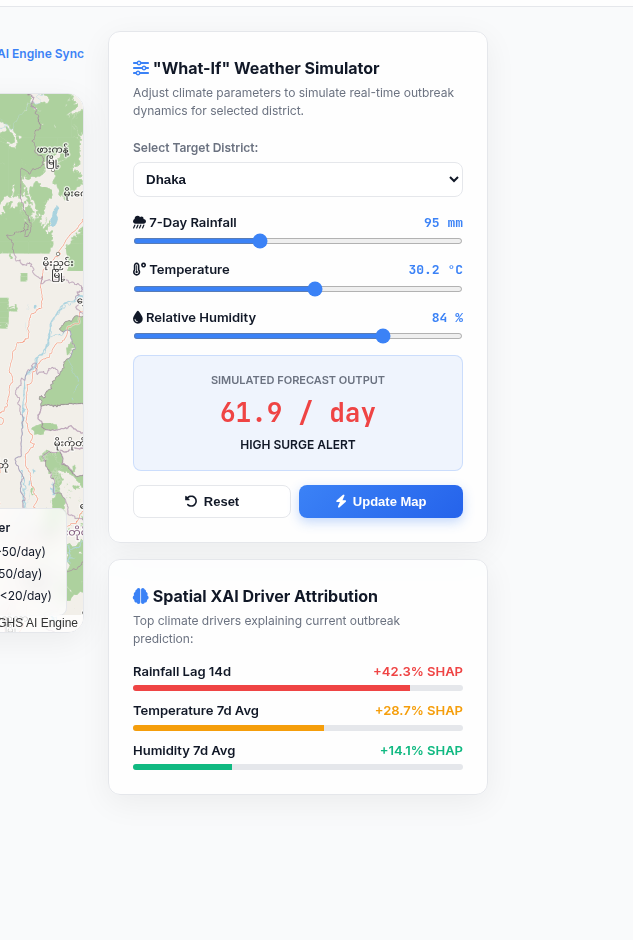 AI Engine Sync
ဖားကန့်
မြို့
မိုးညှင်း
မြို့
er
50/day)
50/day)
<20/day)
GHS AI Engine
"What-If" Weather Simulator
Adjust climate parameters to simulate real-time outbreak
dynamics for selected district.
Select Target District:
Dhaka
7-Day Rainfall 95 mm
Temperature 30.2 °C
Relative Humidity 84 %
SIMULATED FORECAST OUTPUT
61.9 / day
HIGH SURGE ALERT
Reset Update Map
Spatial XAI Driver Attribution
Top climate drivers explaining current outbreak
prediction:
Rainfall Lag 14d +42.3% SHAP
Temperature 7d Avg +28.7% SHAP
Humidity 7d Avg +14.1% SHAP